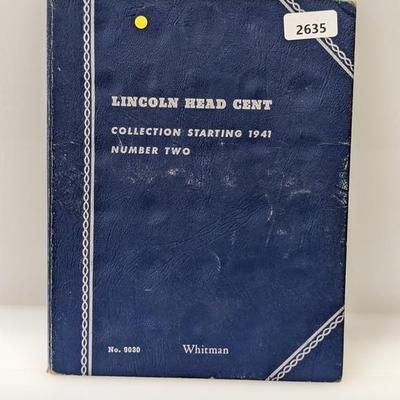 2635
LINCOLN HEAD CENT
COLLECTION STARTING 1941
NUMBER TWO
No. 9030 Whitman